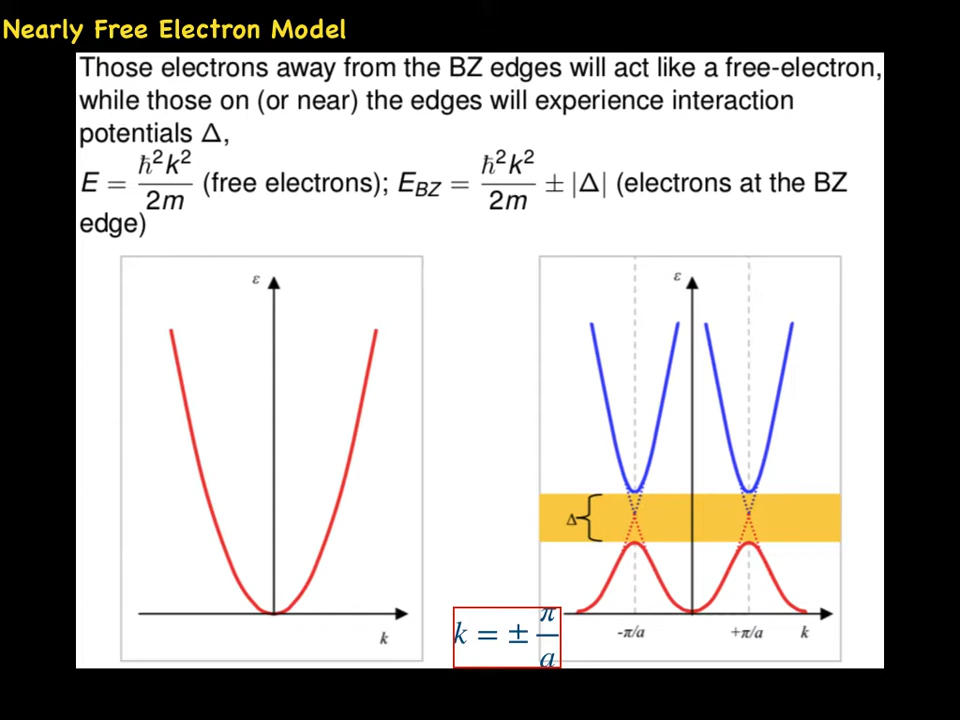 Nearly Free Electron Model
Those electrons away from the BZ edges will act like a free-electron,
while those on (or near) the edges will experience interaction
potentials Δ,
E = ħ²k²/2m (free electrons); E_BZ = ħ²k²/2m ± |Δ| (electrons at the BZ
edge)
ε
k
ε
Δ
-π/a
+π/a
k
k = ± π/a